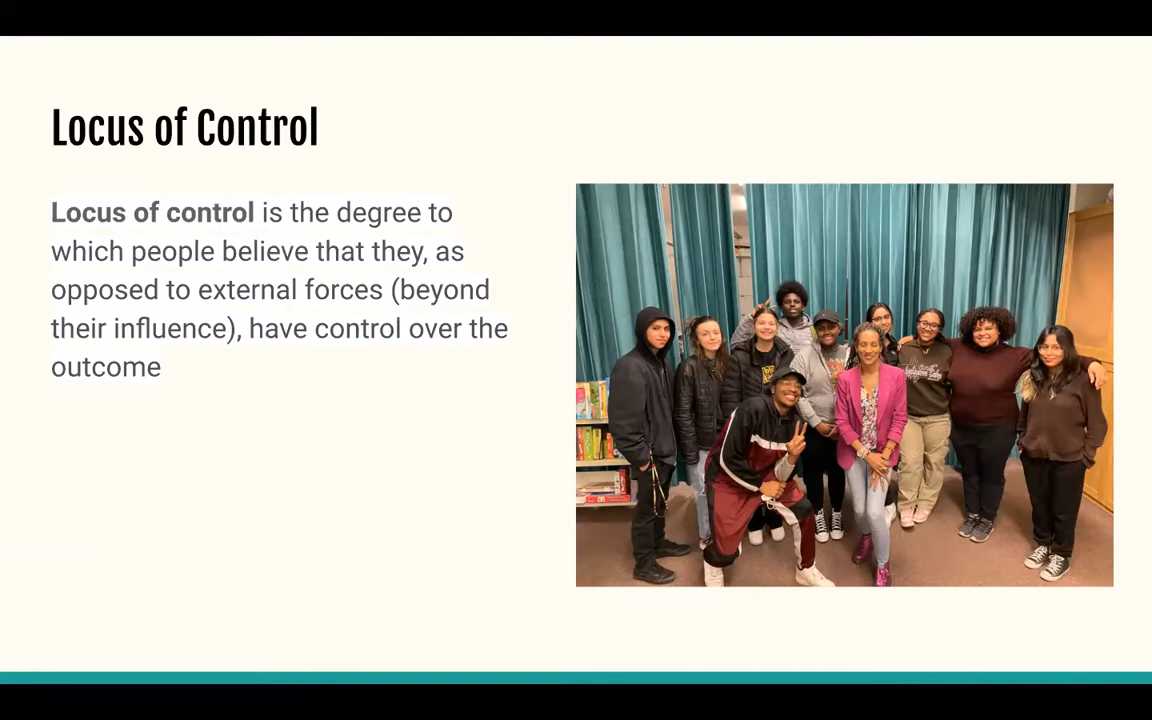 Locus of Control
Locus of control is the degree to
which people believe that they, as
opposed to external forces (beyond
their influence), have control over the
outcome